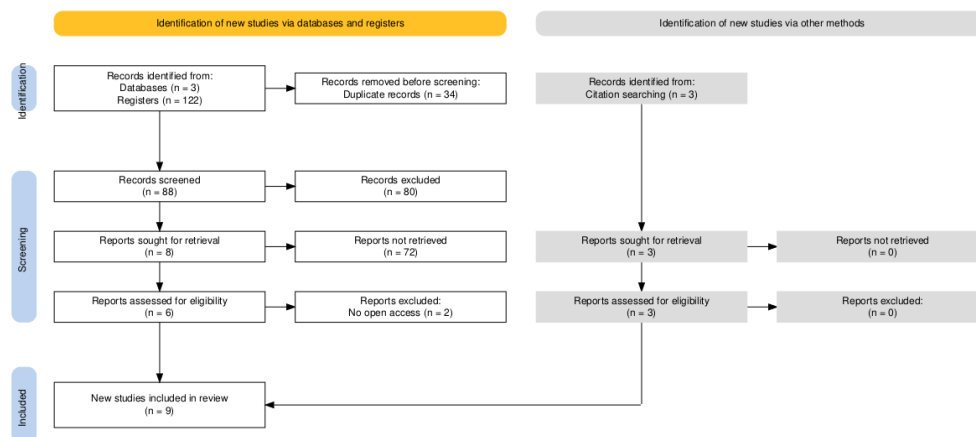 Identification of new studies via databases and registers
Identification of new studies via other methods
Identification
Records identified from:
Databases (n = 3)
Registers (n = 122)
Records removed before screening:
Duplicate records (n = 34)
Records identified from:
Citation searching (n = 3)
Screening
Records screened
(n = 88)
Records excluded
(n = 80)
Reports sought for retrieval
(n = 8)
Reports not retrieved
(n = 72)
Reports sought for retrieval
(n = 3)
Reports not retrieved
(n = 0)
Reports assessed for eligibility
(n = 6)
Reports excluded:
No open access (n = 2)
Reports assessed for eligibility
(n = 3)
Reports excluded:
(n = 0)
Included
New studies included in review
(n = 9)